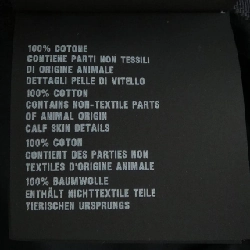 100% COTONE
CONTIENE PARTI NON TESSILI
DI ORIGINE ANIMALE
DETTAGLI PELLE DI VITELLO
100% COTTON
CONTAINS NON-TEXTILE PARTS
OF ANIMAL ORIGIN
CALF SKIN DETAILS
100% COTON
CONTIENT DES PARTIES NON
TEXTILES D'ORIGINE ANIMALE
100% BAUMWOLLE
ENTHÄLT NICHTTEXTILE TEILE
TIERISCHEN URSPRUNGS